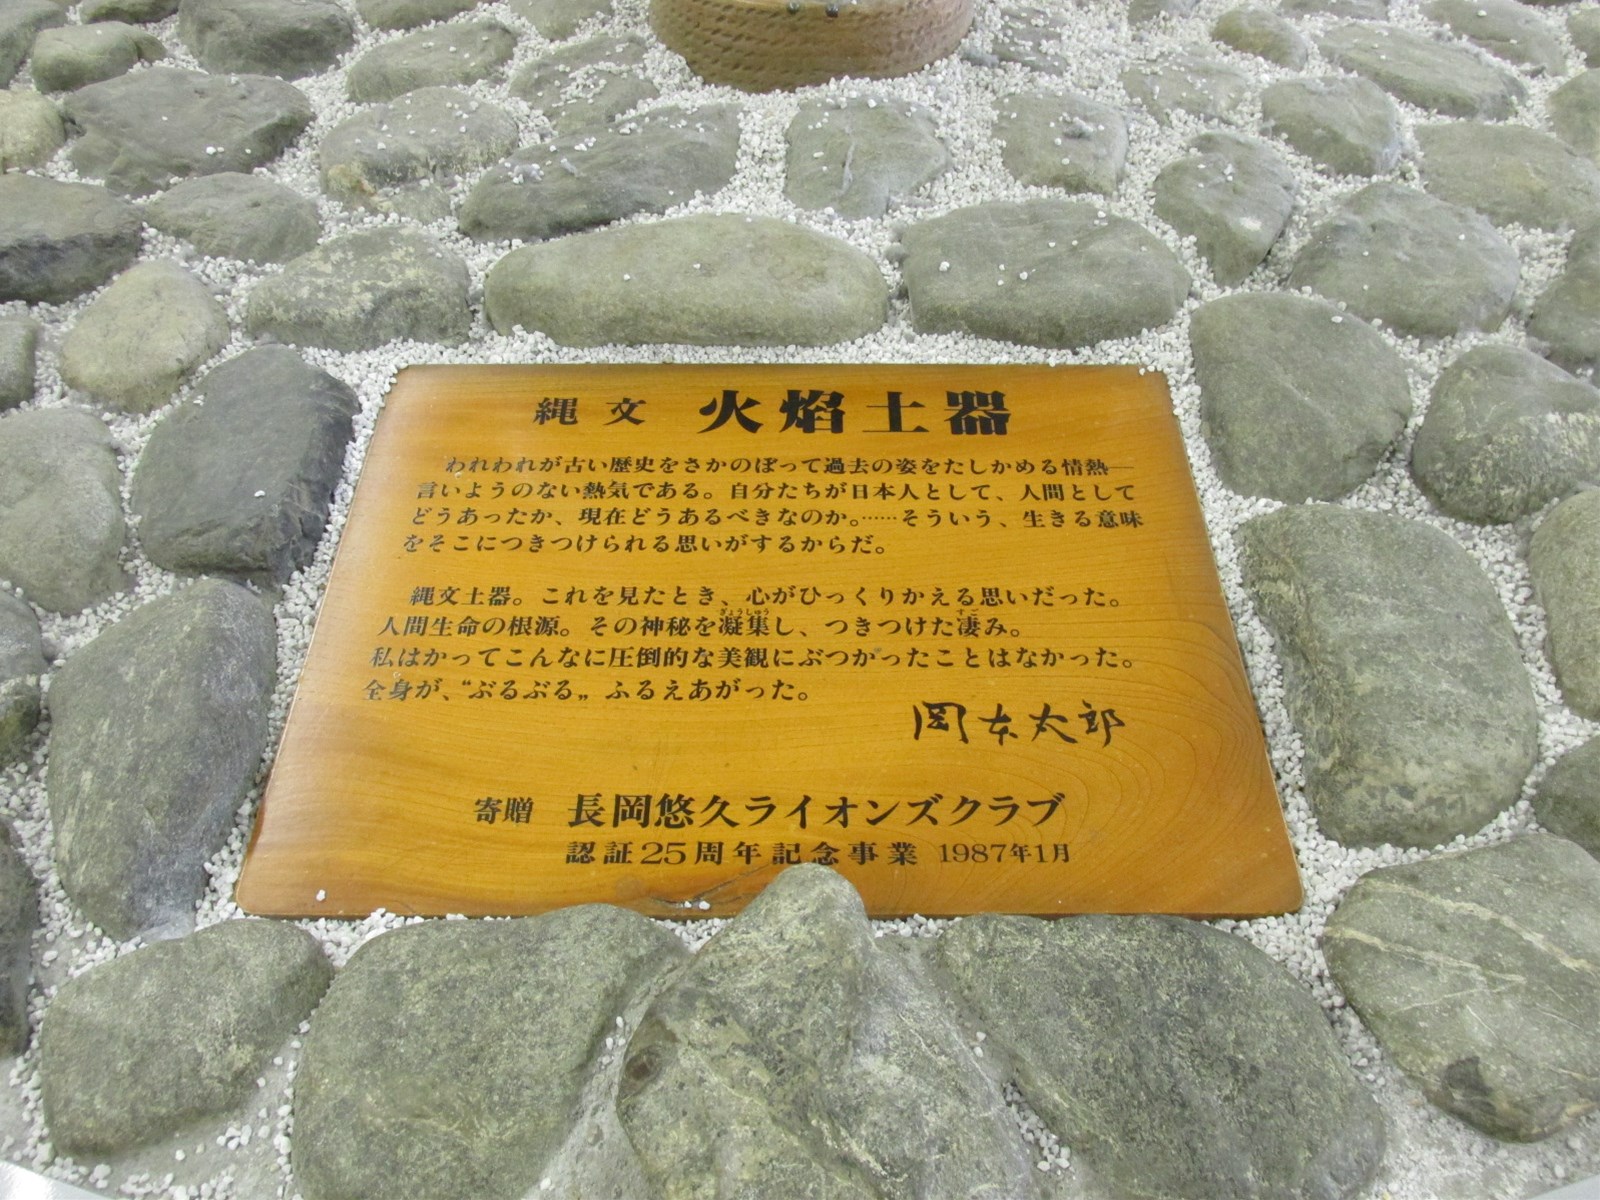 縄文 火焰土器
われわれが古い歴史をさかのぼって過去の姿をたしかめる情熱―
言いようのない熱気である。自分たちが日本人として、人間として
どうあったか、現在どうあるべきなのか。……そういう、生きる意味
をそこにつきつけられる思いがするからだ。
縄文土器。これを見たとき、心がひっくりかえる思いだった。
人間生命の根源。その神秘を凝集し、つきつけた凄み。
私はかってこんなに圧倒的な美観にぶつかったことはなかった。
全身が、“ぶるぶる„ ふるえあがった。
岡本太郎
寄贈 長岡悠久ライオンズクラブ
認証25周年記念事業 1987年1月